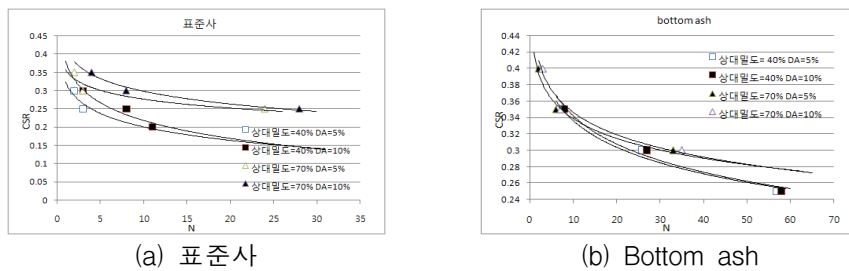 표준사
0.45
0.4
0.35
0.3
0.25
0.2
0.15
0.1
0.05
0
CSR
0 5 10 15 20 25 30 35
N
상대밀도=40% DA=5%
상대밀도=40% DA=10%
상대밀도=70% DA=5%
상대밀도=70% DA=10%
(a) 표준사
bottom ash
0.44
0.42
0.4
0.38
0.36
0.34
0.32
0.3
0.28
0.26
0.24
CSR
0 10 20 30 40 50 60 70
N
상대밀도= 40% DA=5%
상대밀도=40% DA=10%
상대밀도=70% DA=5%
상대밀도=70% DA=10%
(b) Bottom ash